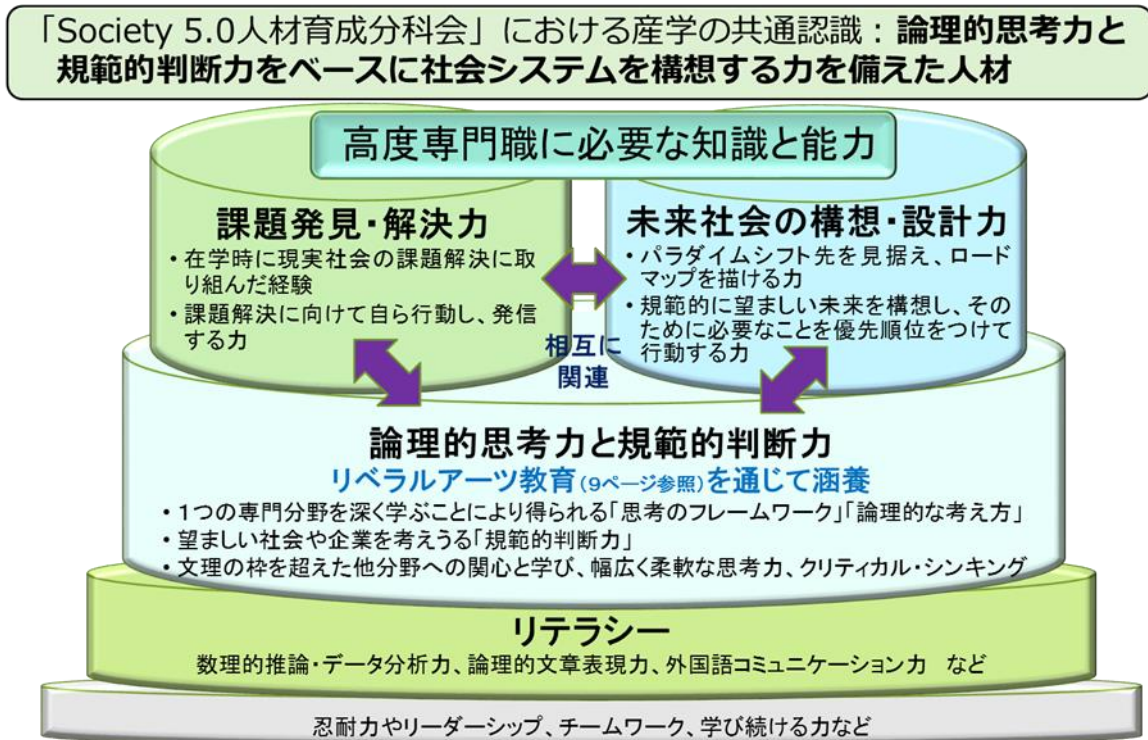 「Society 5.0人材育成分科会」における産学の共通認識：論理的思考力と
規範的判断力をベースに社会システムを構想する力を備えた人材
高度専門職に必要な知識と能力
課題発見・解決力
・在学時に現実社会の課題解決に取
り組んだ経験
・課題解決に向けて自ら行動し、発信
する力
未来社会の構想・設計力
・パラダイムシフト先を見据え、ロード
マップを描ける力
・規範的に望ましい未来を構想し、その
ために必要なことを優先順位をつけて
行動する力
相互に
関連
論理的思考力と規範的判断力
リベラルアーツ教育(9ページ参照)を通じて涵養
・１つの専門分野を深く学ぶことにより得られる「思考のフレームワーク」「論理的な考え方」
・望ましい社会や企業を考えうる「規範的判断力」
・文理の枠を超えた他分野への関心と学び、幅広く柔軟な思考力、クリティカル・シンキング
リテラシー
数理的推論・データ分析力、論理的文章表現力、外国語コミュニケーション力　など
忍耐力やリーダーシップ、チームワーク、学び続ける力など